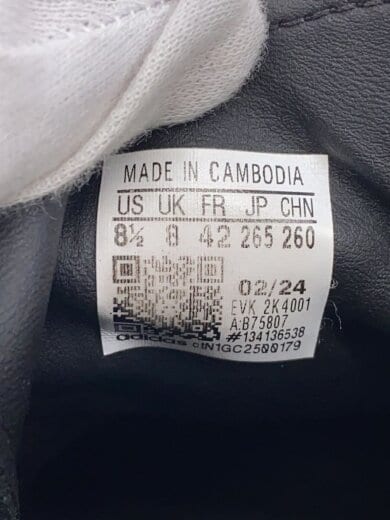 MADE IN CAMBODIA
US UK FR JP CHN
8½ 8 42 265 260
02/24
EVK 2K4001
A:B75807
#134136538
adidas c!N1GC2500179